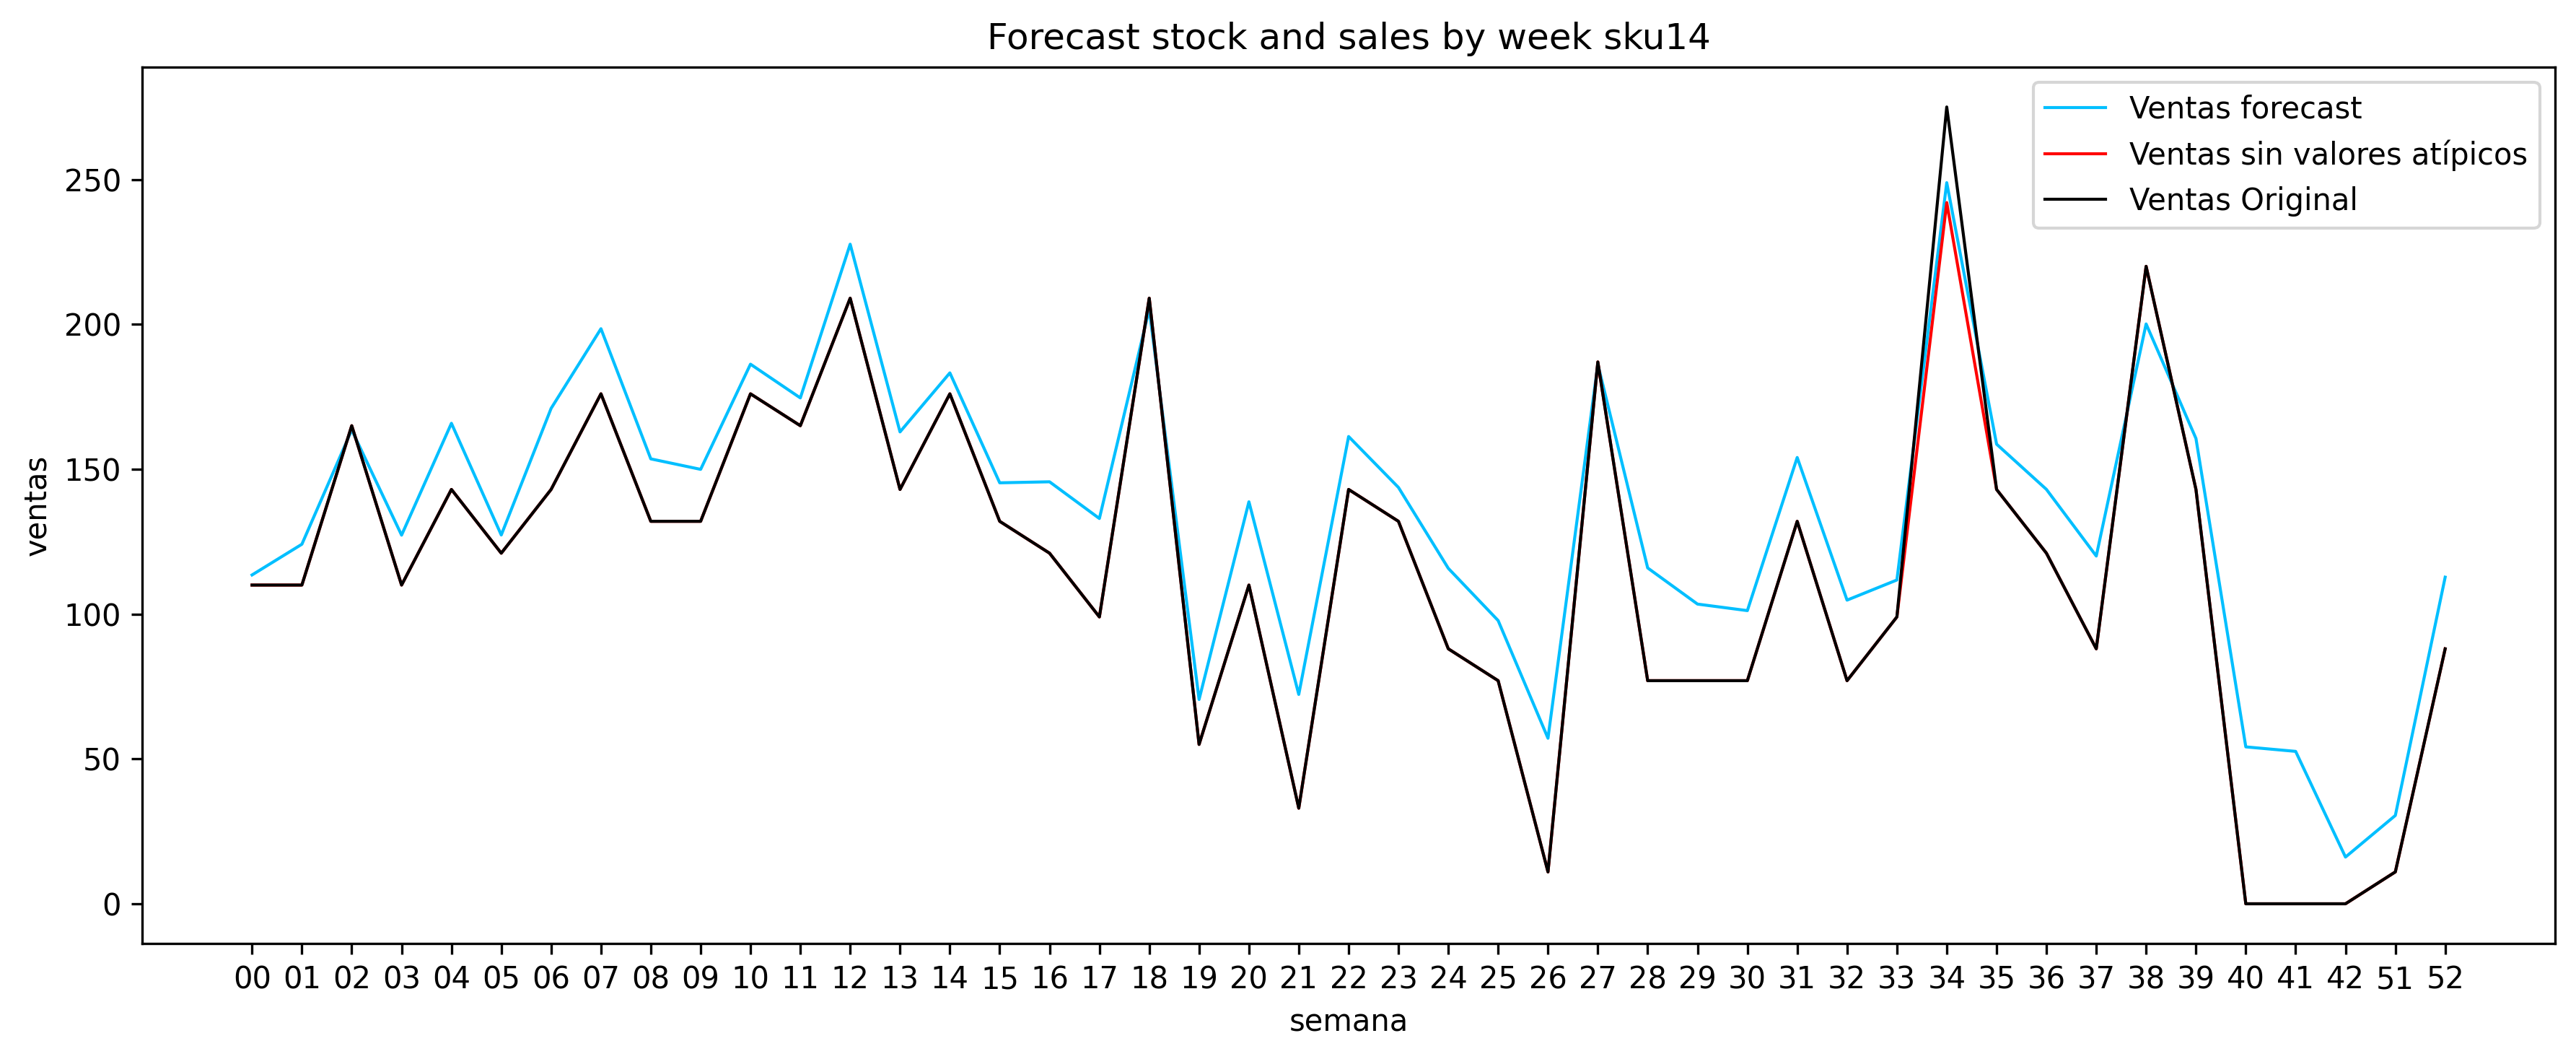 Forecast stock and sales by week sku14
Ventas forecast
Ventas sin valores atípicos
Ventas Original
250
200
150
100
50
0
ventas
00 01 02 03 04 05 06 07 08 09 10 11 12 13 14 15 16 17 18 19 20 21 22 23 24 25 26 27 28 29 30 31 32 33 34 35 36 37 38 39 40 41 42 51 52
semana